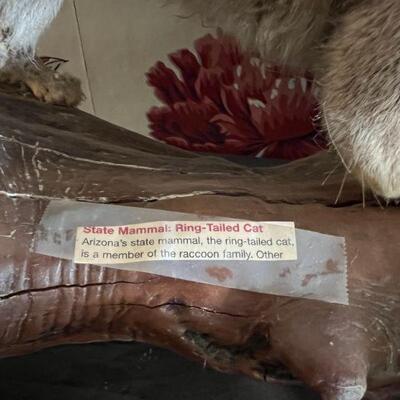 State Mammal: Ring-Tailed Cat
Arizona's state mammal, the ring-tailed cat,
is a member of the raccoon family. Other